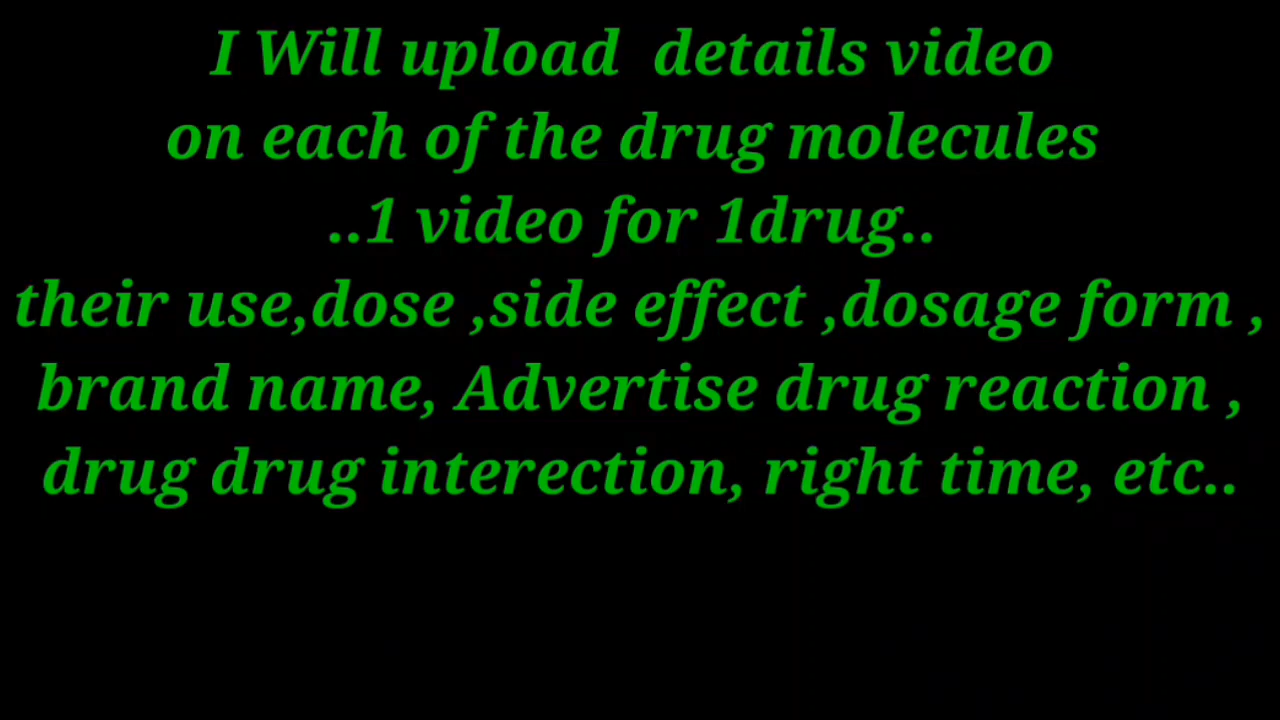 I Will upload details video
on each of the drug molecules
..1 video for 1drug..
their use,dose ,side effect ,dosage form ,
brand name, Advertise drug reaction ,
drug drug interection, right time, etc..